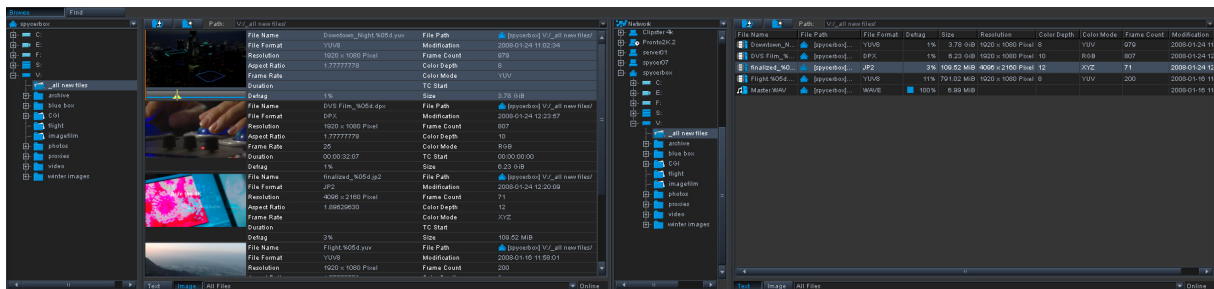 Browse Find
spycerbox
C:
E:
F:
S:
V:
_all new files
archive
blue box
CGI
flight
imagefilm
photos
proxies
video
winter images
Path: V:/_all new files/
File Name Downtown_Night.%05d.yuv File Path [spycerbox] V:/_all new files/
File Format YUV8 Modification 2008-01-24 11:02:34
Resolution 1920 x 1080 Pixel Frame Count 979
Aspect Ratio 1.77777779 Color Depth 8
Frame Rate Color Mode YUV
Duration TC Start
Defrag 1% Size 3.78 GiB
File Name DVS Film_%05d.dpx File Path [spycerbox] V:/_all new files/
File Format DPX Modification 2008-01-24 12:23:57
Resolution 1920 x 1080 Pixel Frame Count 807
Aspect Ratio 1.77777779 Color Depth 10
Frame Rate 25 Color Mode RGB
Duration 00:00:32:07 TC Start 00:00:00:00
Defrag 1% Size 6.23 GiB
File Name finalized_%05d.jp2 File Path [spycerbox] V:/_all new files/
File Format JP2 Modification 2008-01-24 12:20:09
Resolution 4096 x 2160 Pixel Frame Count 71
Aspect Ratio 1.89629630 Color Depth 12
Frame Rate Color Mode XYZ
Duration TC Start
Defrag 3% Size 109.52 MiB
File Name Flight.%05d.yuv File Path [spycerbox] V:/_all new files/
File Format YUV8 Modification 2008-01-16 11:58:01
Resolution 1920 x 1080 Pixel Frame Count 200
Text Image All Files Online
Network
Clipster4k
Pronto2K.2
server01
spycer07
spycerbox
C:
E:
F:
S:
V:
_all new files
archive
blue box
CGI
flight
imagefilm
photos
proxies
video
winter images
Path: V:/_all new files/
File Name File Path File Format Defrag Size Resolution Color Depth Color Mode Frame Count Modification
Downtown_N... [spycerbox]... YUV8 1% 3.78 GiB 1920 x 1080 Pixel 8 YUV 979 2008-01-24 11
DVS Film_%... [spycerbox]... DPX 1% 6.23 GiB 1920 x 1080 Pixel 10 RGB 807 2008-01-24 12
finalized_%0... [spycerbox]... JP2 3% 109.52 MiB 4096 x 2160 Pixel 12 XYZ 71 2008-01-24 12
Flight.%05d.... [spycerbox]... YUV8 11% 791.02 MiB 1920 x 1080 Pixel 8 YUV 200 2008-01-16 11
Master.WAV [spycerbox]... WAVE 100% 6.99 MiB 2008-01-16 11
Text Image All Files Online